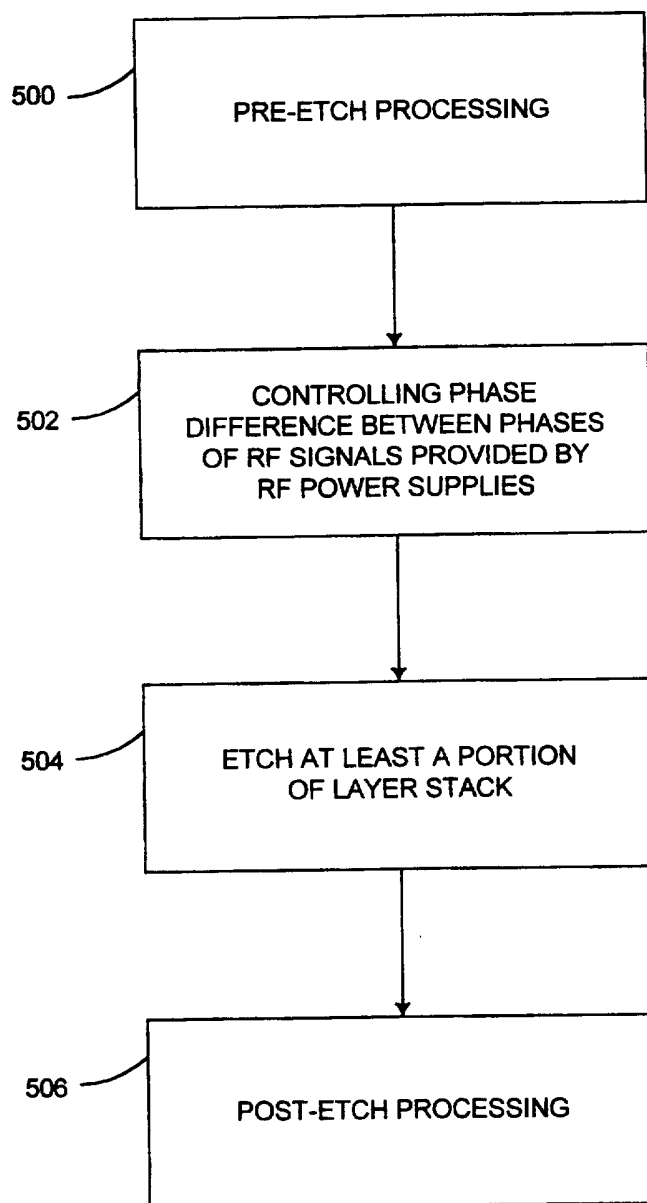 500
PRE-ETCH PROCESSING
502
CONTROLLING PHASE
DIFFERENCE BETWEEN PHASES
OF RF SIGNALS PROVIDED BY
RF POWER SUPPLIES
504
ETCH AT LEAST A PORTION
OF LAYER STACK
506
POST-ETCH PROCESSING